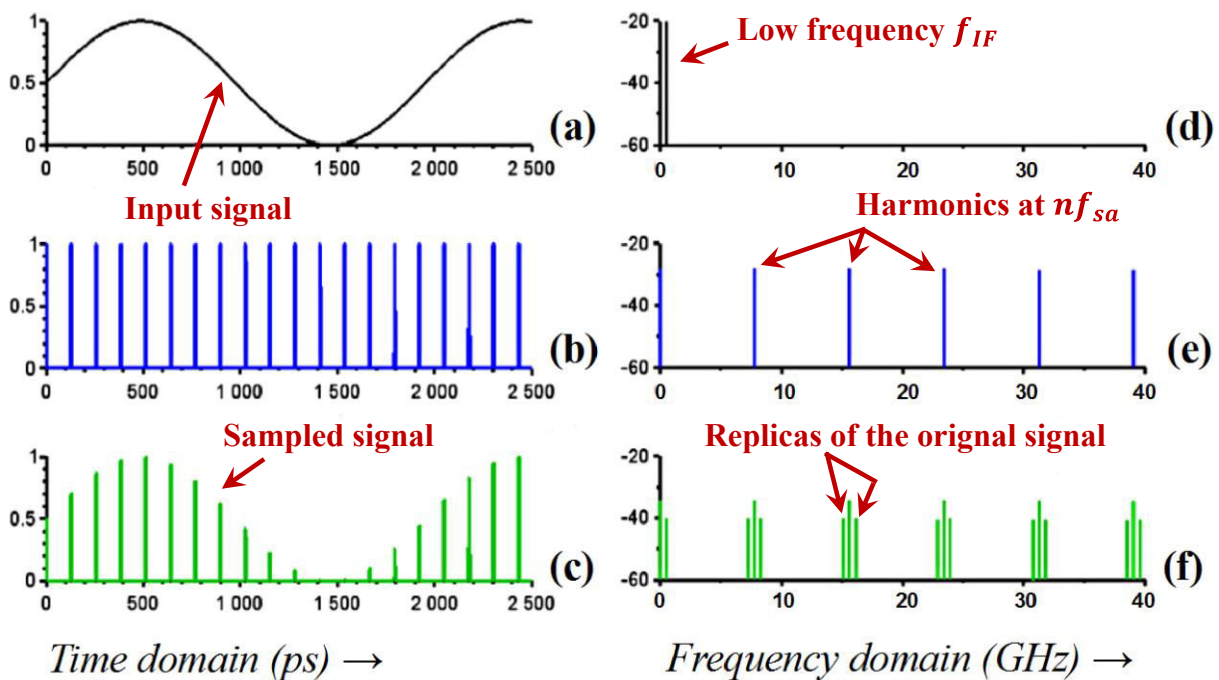 1
0.5
0
0 500 1 000 1 500 2 000 2 500
Input signal
(a)
-20
-40
-60
0 10 20 30 40
Low frequency f_IF
(d)
1
0.5
0
(b)
Harmonics at nf_sa
-20
-40
-60
0 10 20 30 40
(e)
Sampled signal
1
0.5
0
0 500 1 000 1 500 2 000 2 500
(c)
Replicas of the orignal signal
-20
-40
-60
0 10 20 30 40
(f)
0 500 1 000 1 500 2 000 2 500
Time domain (ps) →
Frequency domain (GHz) →